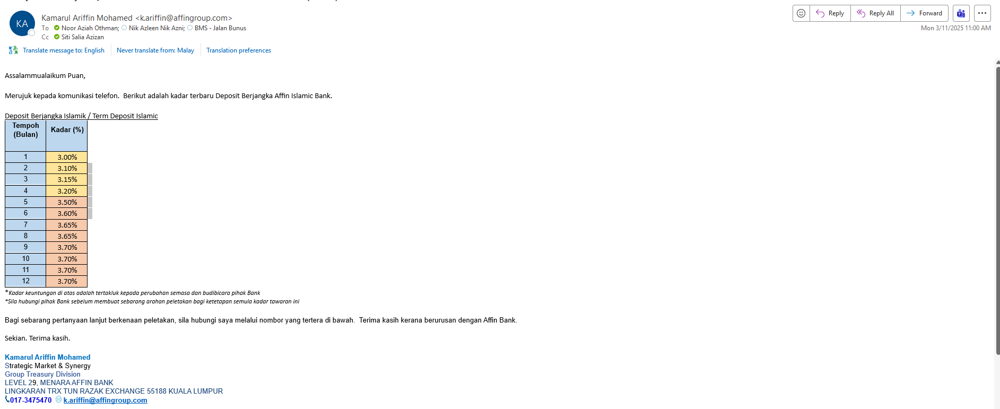 KA
Kamarul Ariffin Mohamed <k.ariffin@affingroup.com>
To Noor Aziah Othman; Nik Azleen Nik Azni; BMS - Jalan Bunus
Cc Siti Salia Azizan
Reply
Reply All
Forward
Mon 3/11/2025 11:00 AM
Translate message to: English
Never translate from: Malay
Translation preferences
Assalammualaikum Puan,
Merujuk kepada komunikasi telefon. Berikut adalah kadar terbaru Deposit Berjangka Affin Islamic Bank.
Deposit Berjangka Islamik / Term Deposit Islamic
Tempoh (Bulan) Kadar (%)
1 3.00%
2 3.10%
3 3.15%
4 3.20%
5 3.50%
6 3.60%
7 3.65%
8 3.65%
9 3.70%
10 3.70%
11 3.70%
12 3.70%
*Kadar keuntungan di atas adalah tertakluk kepada perubahan semasa dan budibicara pihak Bank
*Sila hubungi pihak Bank sebelum membuat sebarang arahan peletakan bagi ketetapan semula kadar tawaran ini
Bagi sebarang pertanyaan lanjut berkenaan peletakan, sila hubungi saya melalui nombor yang tertera di bawah. Terima kasih kerana berurusan dengan Affin Bank.
Sekian. Terima kasih.
Kamarul Ariffin Mohamed
Strategic Market & Synergy
Group Treasury Division
LEVEL 29, MENARA AFFIN BANK
LINGKARAN TRX TUN RAZAK EXCHANGE 55188 KUALA LUMPUR
017-3475470 k.ariffin@affingroup.com